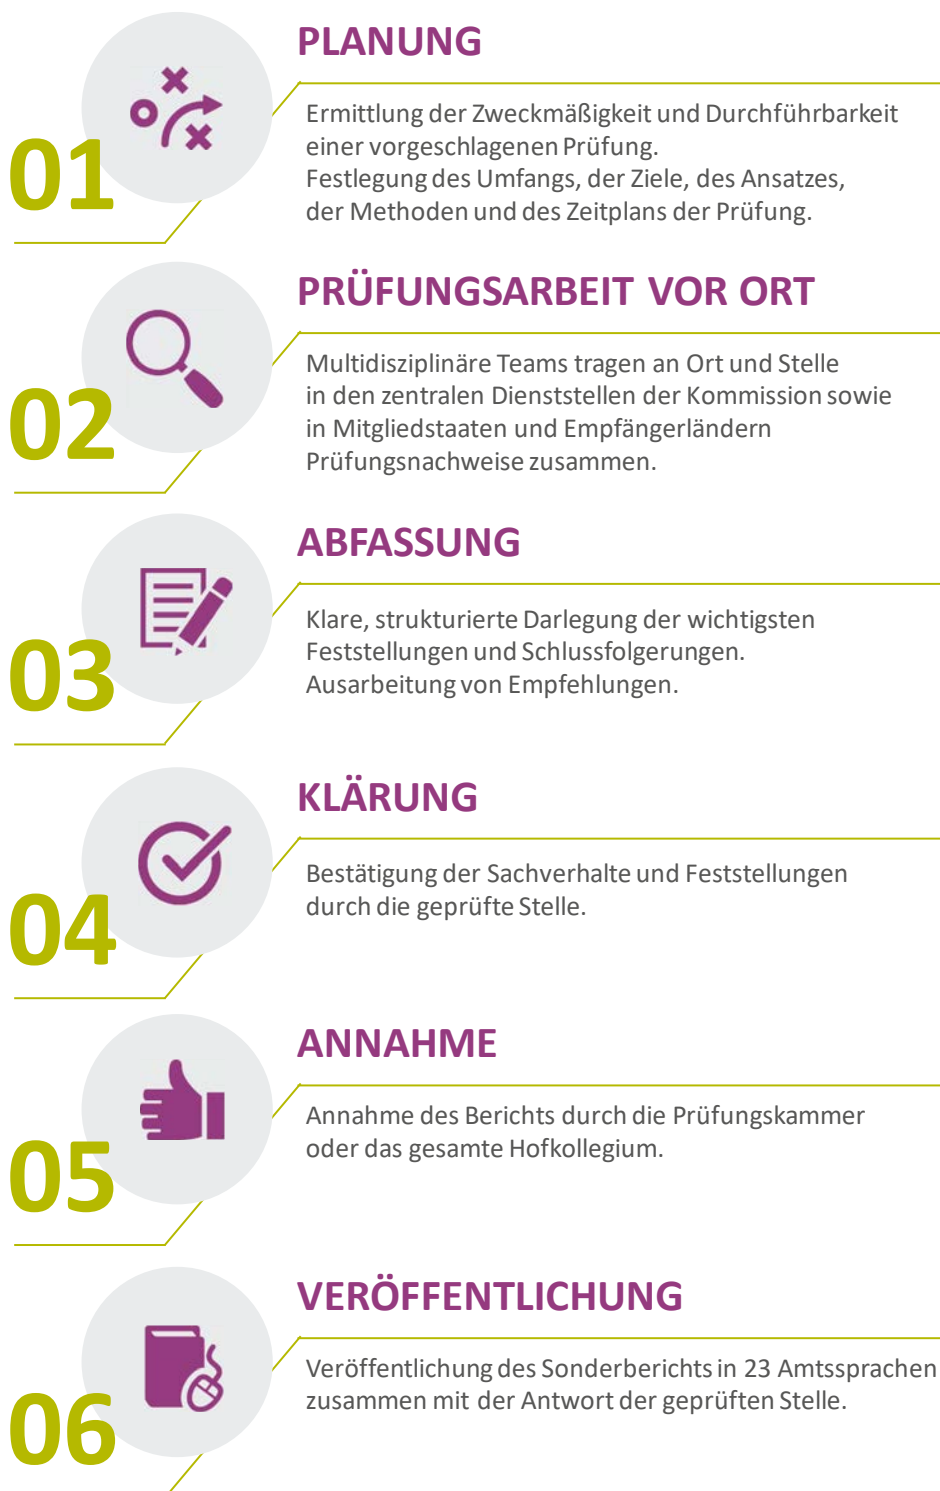 01
PLANUNG
Ermittlung der Zweckmäßigkeit und Durchführbarkeit
einer vorgeschlagenen Prüfung.
Festlegung des Umfangs, der Ziele, des Ansatzes,
der Methoden und des Zeitplans der Prüfung.
02
PRÜFUNGSARBEIT VOR ORT
Multidisziplinäre Teams tragen an Ort und Stelle
in den zentralen Dienststellen der Kommission sowie
in Mitgliedstaaten und Empfängerländern
Prüfungsnachweise zusammen.
03
ABFASSUNG
Klare, strukturierte Darlegung der wichtigsten
Feststellungen und Schlussfolgerungen.
Ausarbeitung von Empfehlungen.
04
KLÄRUNG
Bestätigung der Sachverhalte und Feststellungen
durch die geprüfte Stelle.
05
ANNAHME
Annahme des Berichts durch die Prüfungskammer
oder das gesamte Hofkollegium.
06
VERÖFFENTLICHUNG
Veröffentlichung des Sonderberichts in 23 Amtssprachen
zusammen mit der Antwort der geprüften Stelle.